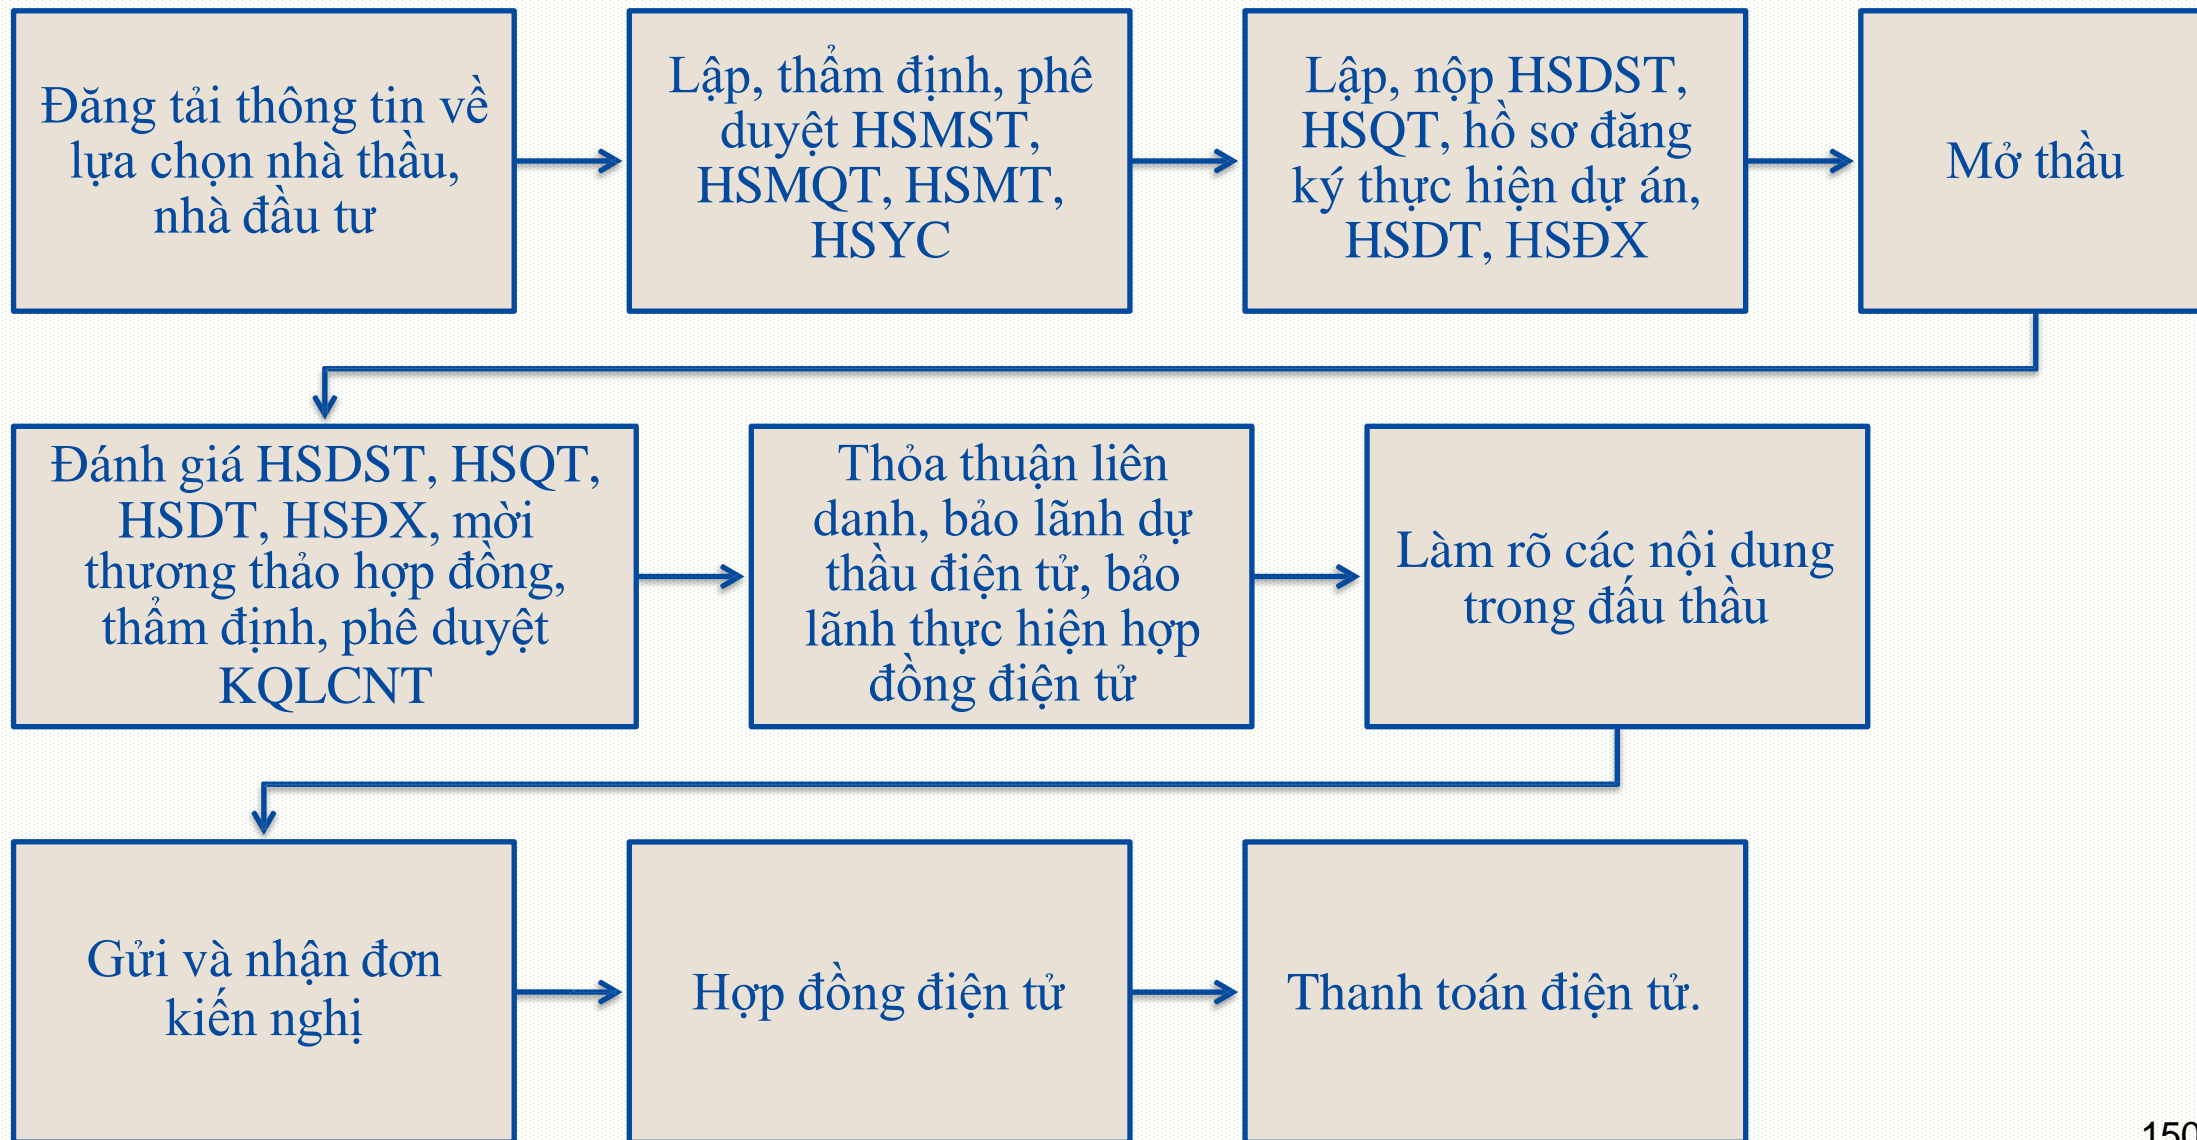 Đăng tải thông tin về
lựa chọn nhà thầu,
nhà đầu tư
Lập, thẩm định, phê
duyệt HSMST,
HSMQT, HSMT,
HSYC
Lập, nộp HSDST,
HSQT, hồ sơ đăng
ký thực hiện dự án,
HSDT, HSĐX
Mở thầu
Đánh giá HSDST, HSQT,
HSDT, HSĐX, mời
thương thảo hợp đồng,
thẩm định, phê duyệt
KQLCNT
Thỏa thuận liên
danh, bảo lãnh dự
thầu điện tử, bảo
lãnh thực hiện hợp
đồng điện tử
Làm rõ các nội dung
trong đấu thầu
Gửi và nhận đơn
kiến nghị
Hợp đồng điện tử
Thanh toán điện tử.
150